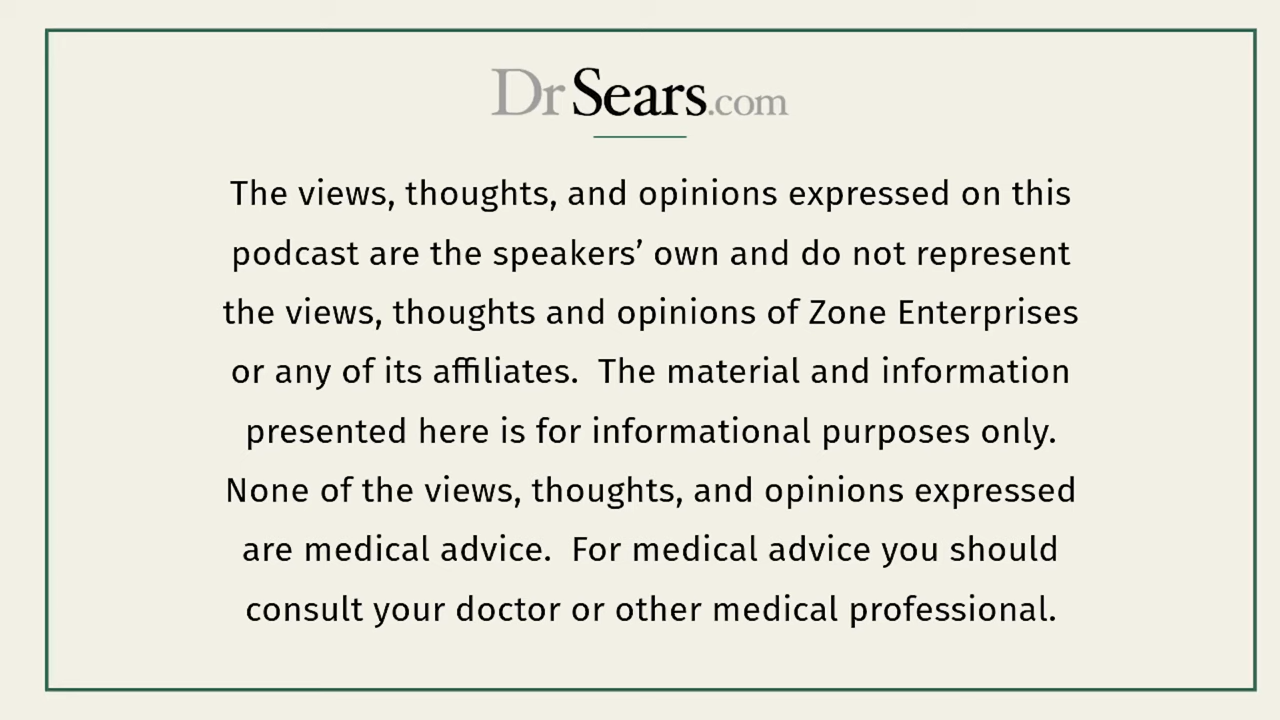 DrSears.com
The views, thoughts, and opinions expressed on this
podcast are the speakers’ own and do not represent
the views, thoughts and opinions of Zone Enterprises
or any of its affiliates.  The material and information
presented here is for informational purposes only.
None of the views, thoughts, and opinions expressed
are medical advice.  For medical advice you should
consult your doctor or other medical professional.